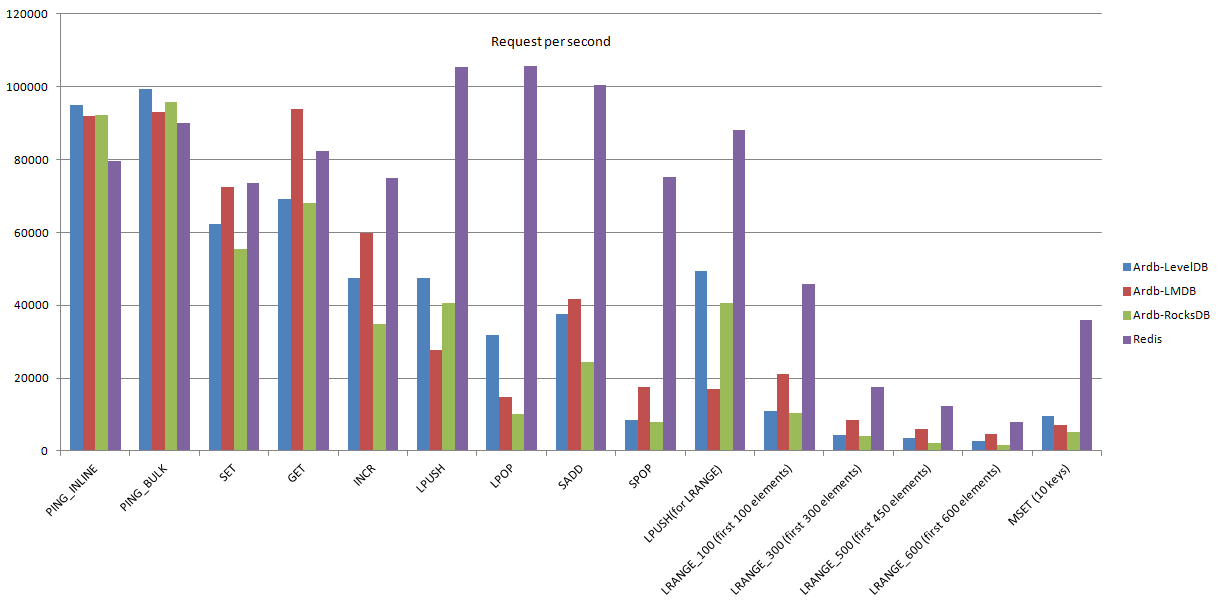 Request per second
120000
100000
80000
60000
40000
20000
0
PING_INLINE
PING_BULK
SET
GET
INCR
LPUSH
LPOP
SADD
SPOP
LPUSH(for LRANGE)
LRANGE_100 (first 100 elements)
LRANGE_300 (first 300 elements)
LRANGE_500 (first 450 elements)
LRANGE_600 (first 600 elements)
MSET (10 keys)
Ardb-LevelDB
Ardb-LMDB
Ardb-RocksDB
Redis